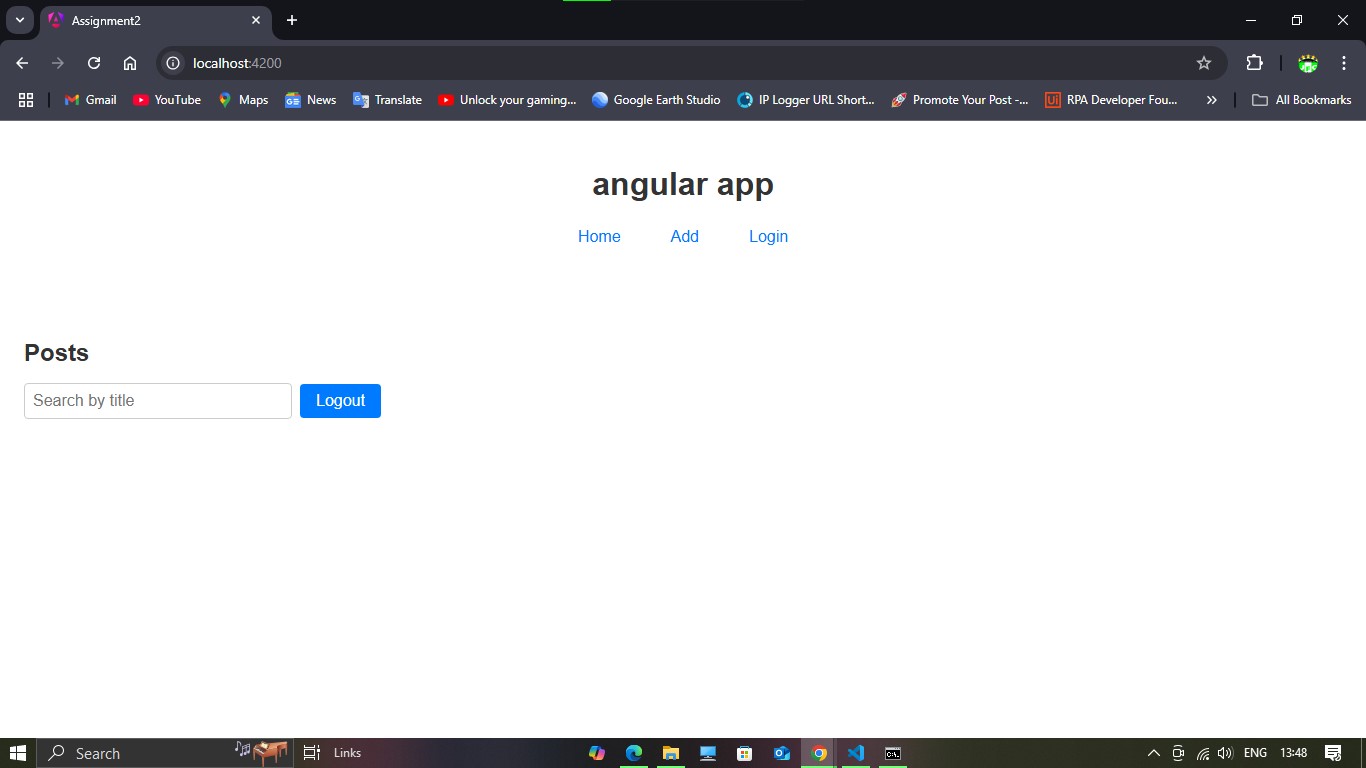 Assignment2
localhost:4200
Gmail YouTube Maps News Translate Unlock your gaming... Google Earth Studio IP Logger URL Short... Promote Your Post -... Ui RPA Developer Fou... All Bookmarks
angular app
Home Add Login
Posts
Search by title Logout
Search Links ENG 13:48